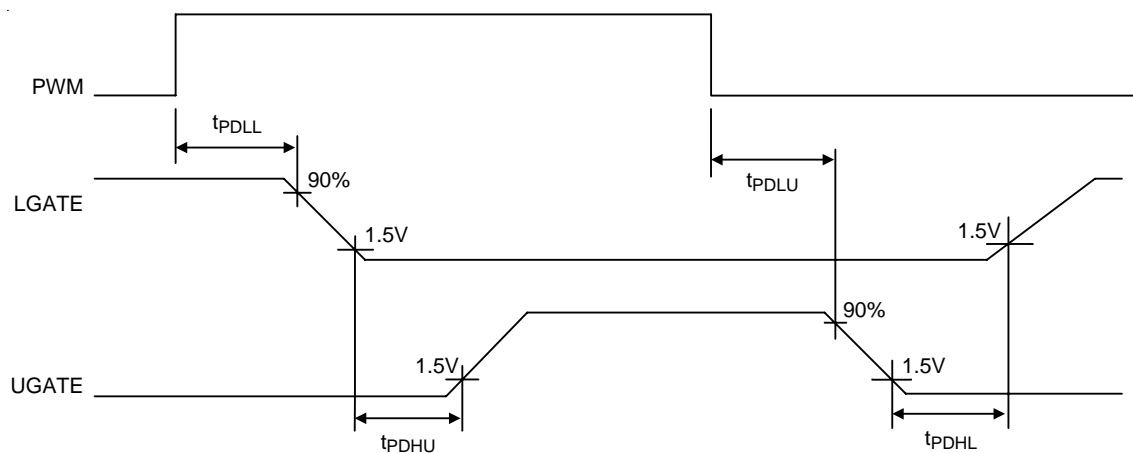 PWM
tPDLL
90%
tPDLU
LGATE
1.5V
1.5V
90%
1.5V
1.5V
UGATE
tPDHU
tPDHL